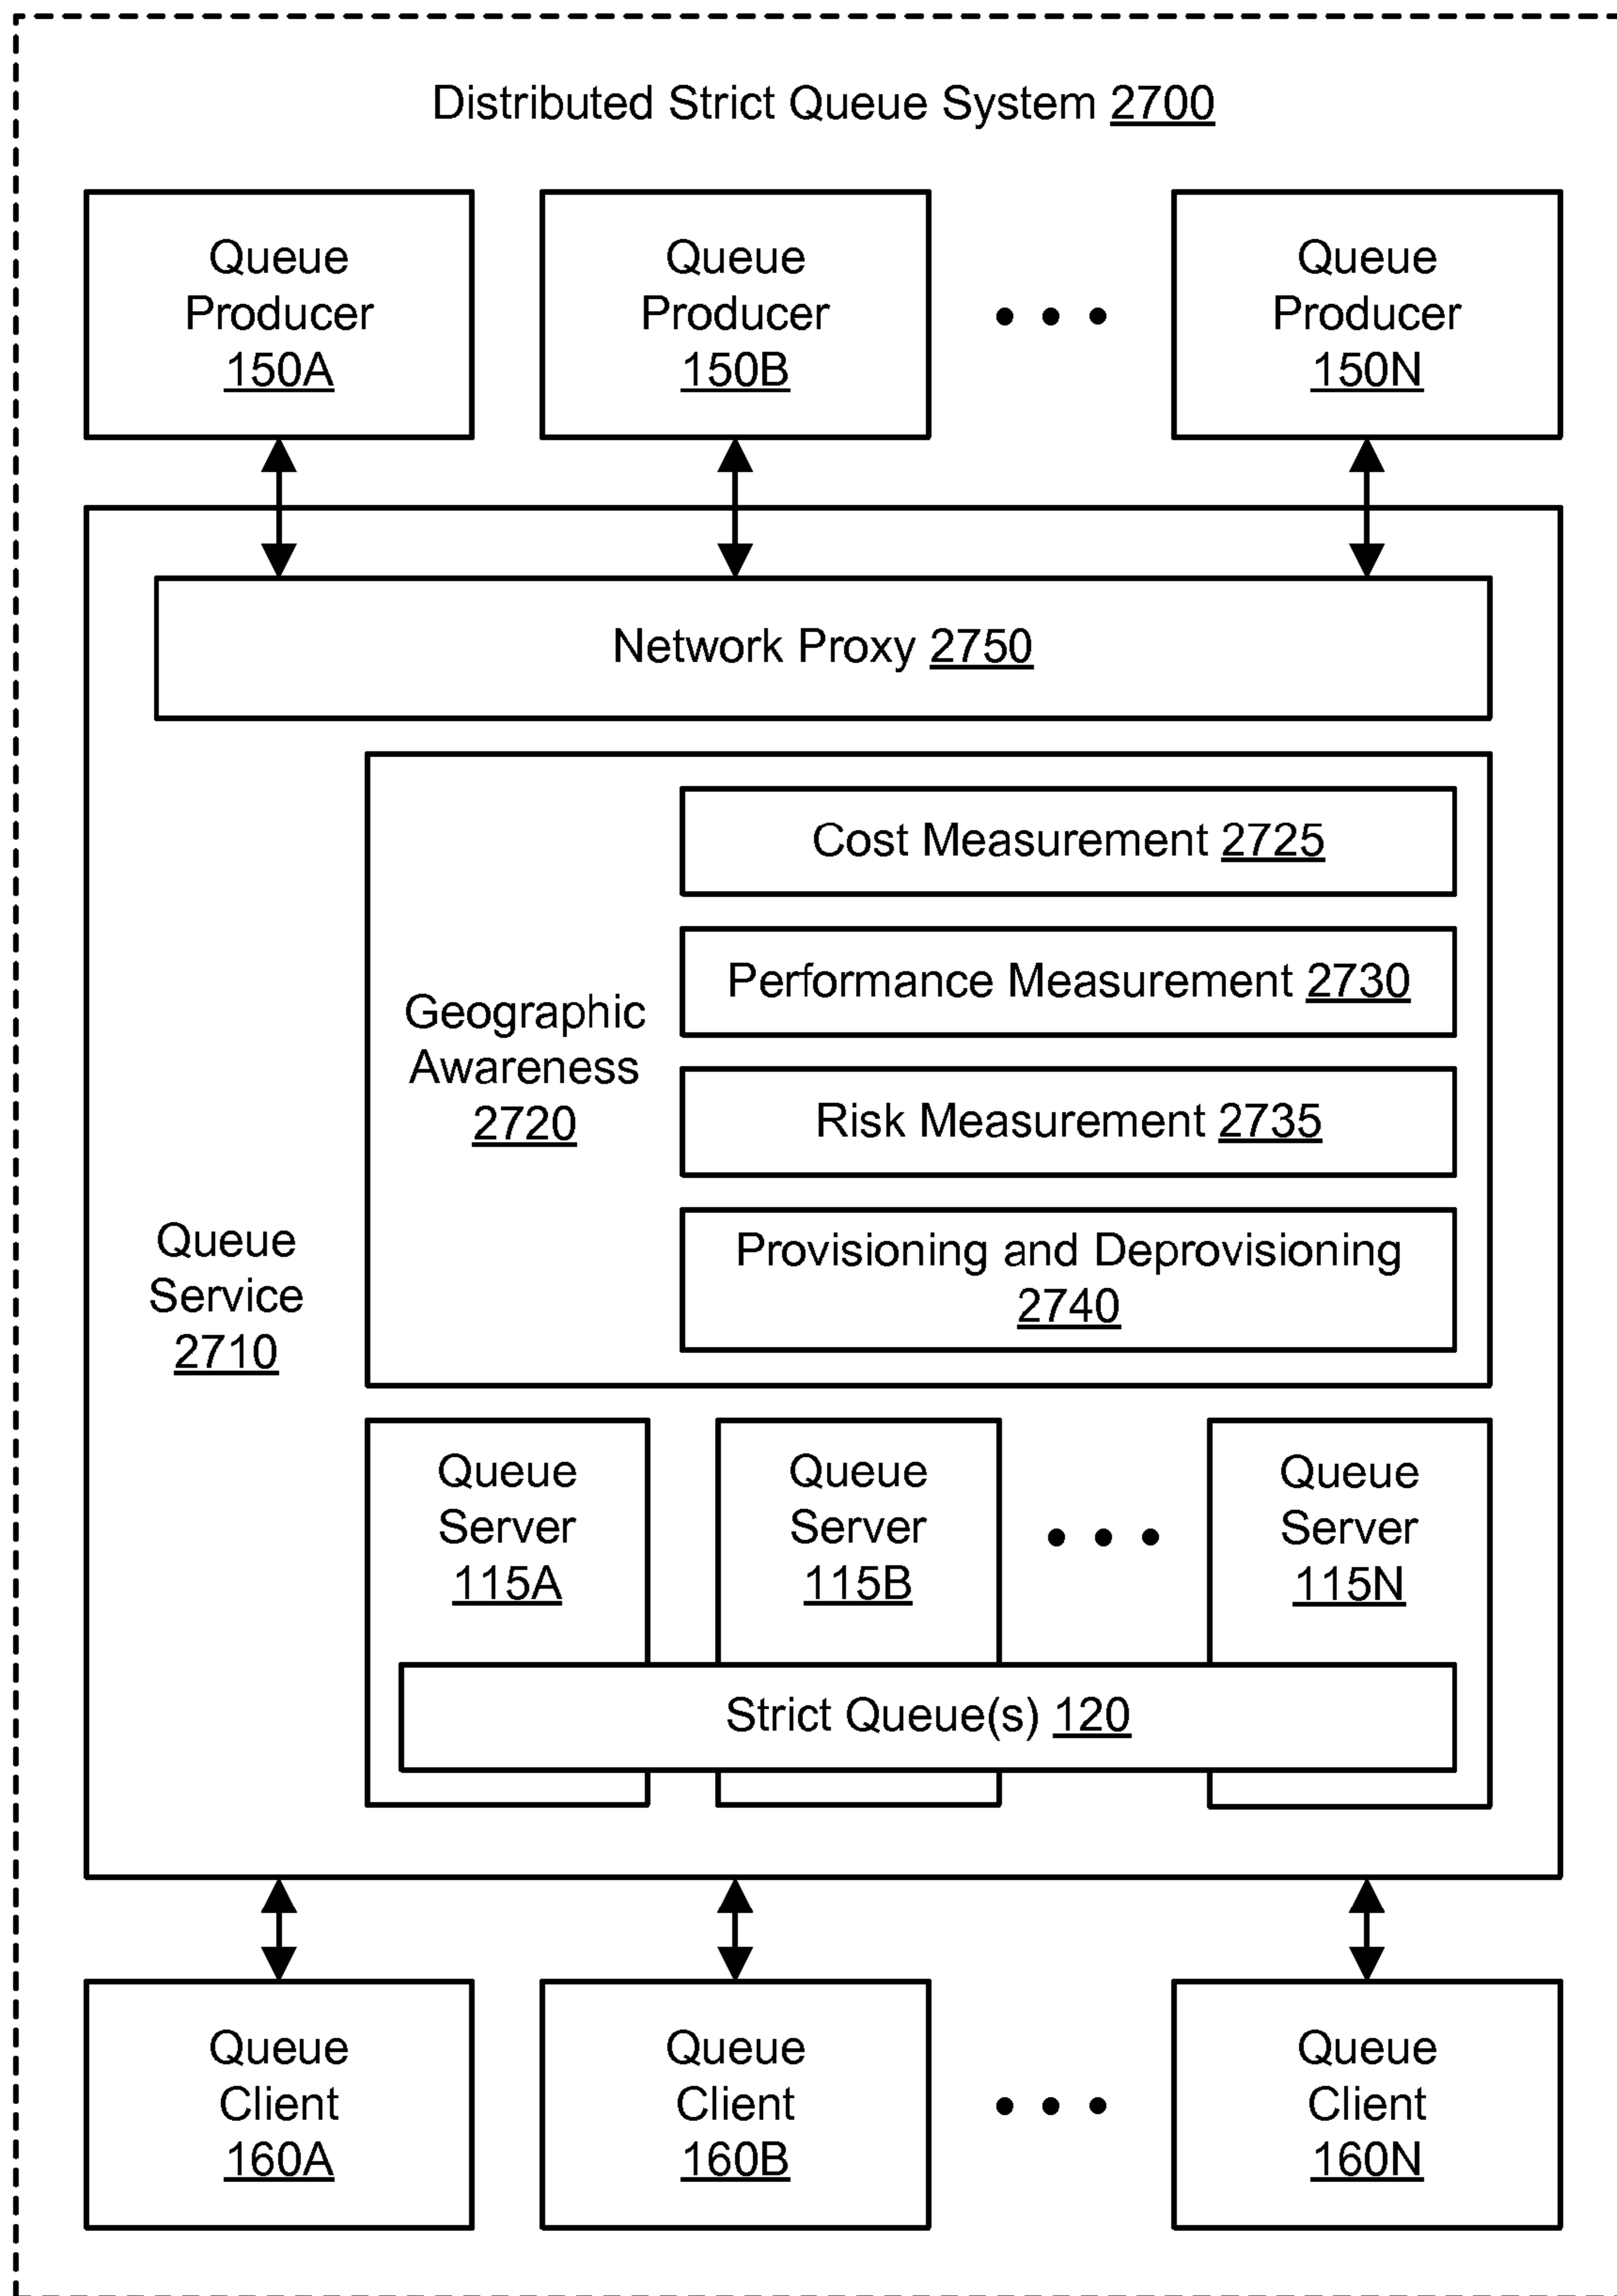 Distributed Strict Queue System 2700
Queue
Producer
150A
Queue
Producer
150B
Queue
Producer
150N
Network Proxy 2750
Cost Measurement 2725
Performance Measurement 2730
Geographic
Awareness
2720
Risk Measurement 2735
Provisioning and Deprovisioning
2740
Queue
Service
2710
Queue
Server
115A
Queue
Server
115B
Queue
Server
115N
Strict Queue(s) 120
Queue
Client
160A
Queue
Client
160B
Queue
Client
160N